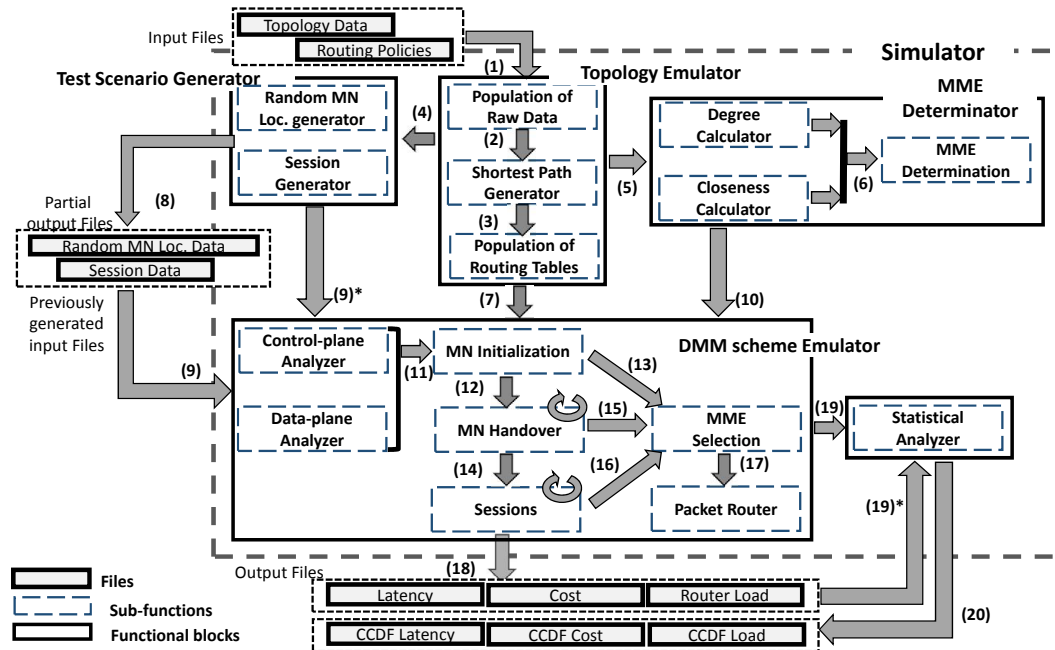 Input Files
Topology Data
Routing Policies
Simulator
(1)
Test Scenario Generator
Topology Emulator
MME
Determinator
Random MN
Loc. generator
(4)
Population of
Raw Data
Degree
Calculator
(2)
MME
Determination
Session
Generator
Shortest Path
Generator
(5)
(6)
Closeness
Calculator
(8)
(3)
Partial
output Files
Population of
Routing Tables
Random MN Loc. Data
Session Data
(9)*
(7)
(10)
Previously
generated
input Files
Control-plane
Analyzer
MN Initialization
DMM scheme Emulator
(11)
(13)
(9)
(12)
(15)
(19)
Data-plane
Analyzer
MN Handover
MME
Selection
Statistical
Analyzer
(14)
(16)
(17)
Sessions
Packet Router
(19)*
(18)
Output Files
Files
Latency
Cost
Router Load
Sub-functions
(20)
Functional blocks
CCDF Latency
CCDF Cost
CCDF Load